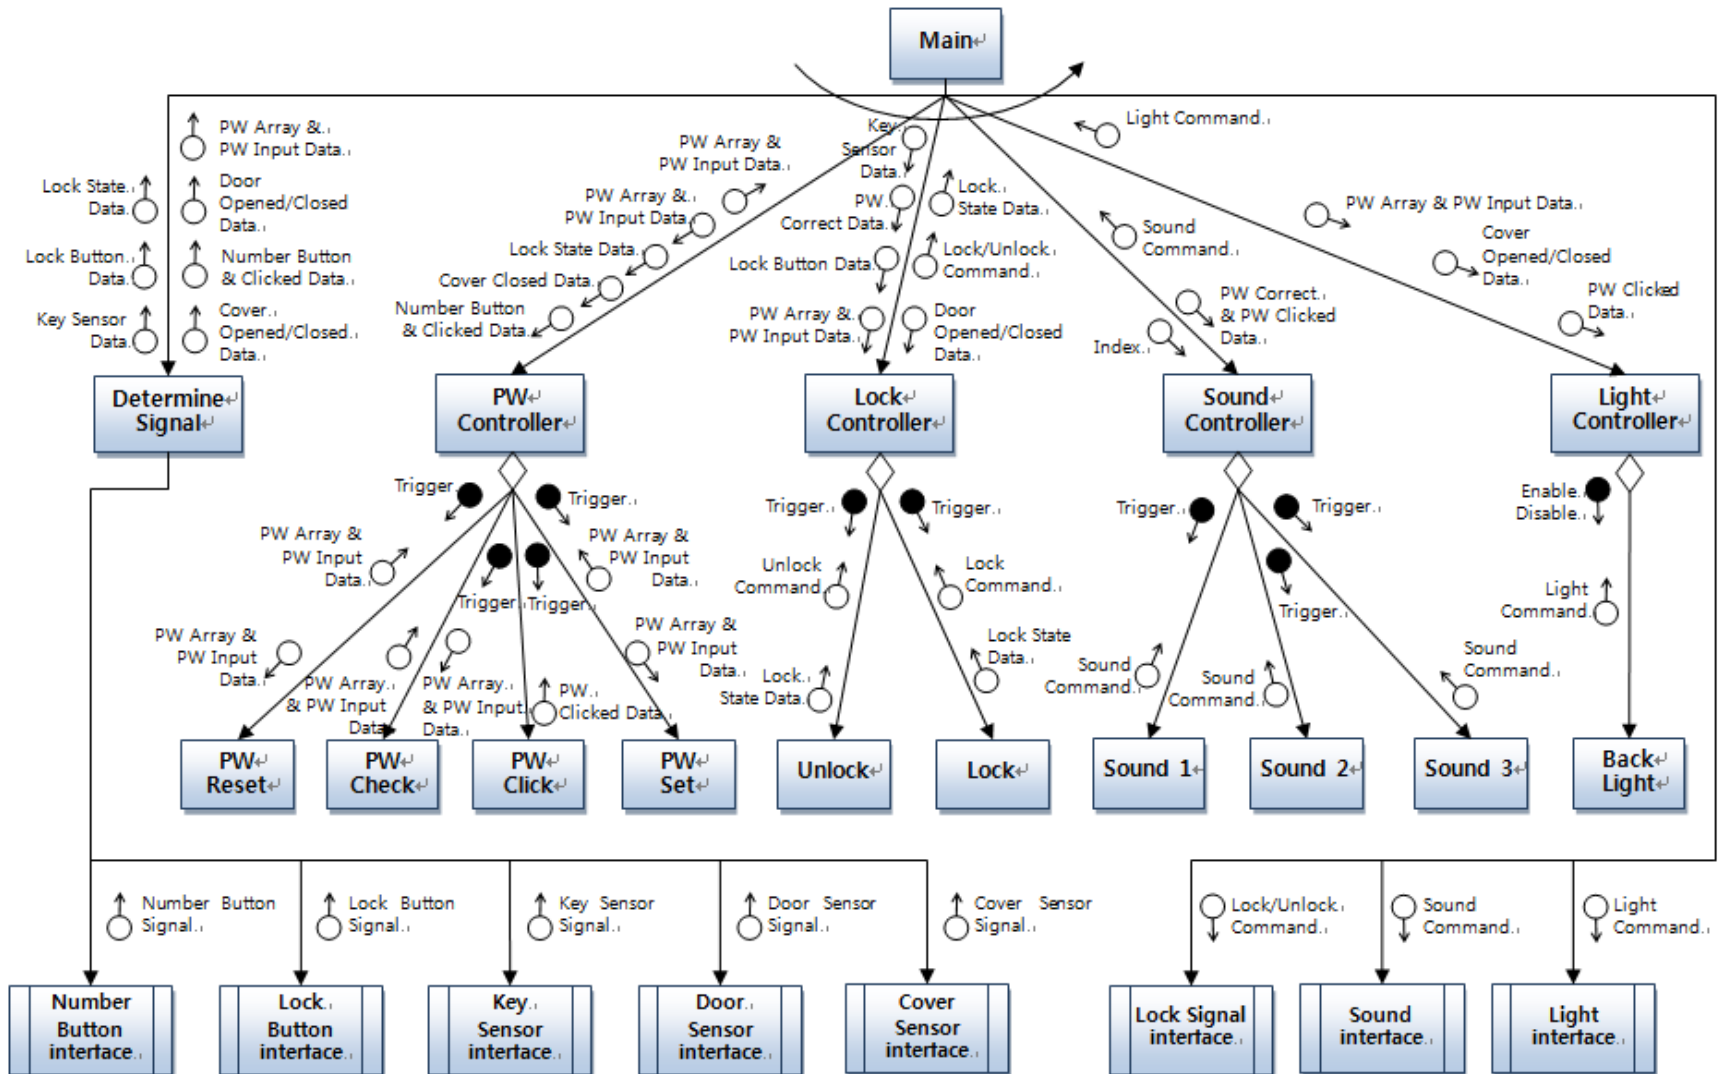 Main
PW Array &
PW Input Data
Lock State
Data
Door
Opened/Closed
Data
Lock Button
Data
Number Button
& Clicked Data
Key Sensor
Data
Cover
Opened/Closed
Data
PW Array &
PW Input Data
PW Array &
PW Input Data
Lock State Data
Cover Closed Data
Number Button
& Clicked Data
Key
Sensor
Data
PW
Correct Data
Lock Button Data
PW Array &
PW Input Data
Lock
State Data
Lock/Unlock
Command
Door
Opened/Closed
Data
Sound
Command
PW Correct
& PW Clicked
Data
Index
Light Command
PW Array & PW Input Data
Cover
Opened/Closed
Data
PW Clicked
Data
Determine
Signal
PW
Controller
Lock
Controller
Sound
Controller
Light
Controller
Trigger
Trigger
PW Array &
PW Input
Data
PW Array &
PW Input
Data
Trigger
Trigger
PW Array &
PW Input
Data
PW Array
& PW Input
Data
PW Array
& PW Input
Data
PW
Clicked Data
PW Array &
PW Input
Data
Trigger
Trigger
Unlock
Command
Lock
Command
Lock
State Data
Lock State
Data
Trigger
Trigger
Trigger
Sound
Command
Sound
Command
Sound
Command
Enable
Disable
Light
Command
PW
Reset
PW
Check
PW
Click
PW
Set
Unlock
Lock
Sound 1
Sound 2
Sound 3
Back
Light
Number Button
Signal
Lock Button
Signal
Key Sensor
Signal
Door Sensor
Signal
Cover Sensor
Signal
Lock/Unlock
Command
Sound
Command
Light
Command
Number
Button
interface
Lock
Button
interface
Key
Sensor
interface
Door
Sensor
interface
Cover
Sensor
interface
Lock Signal
interface
Sound
interface
Light
interface